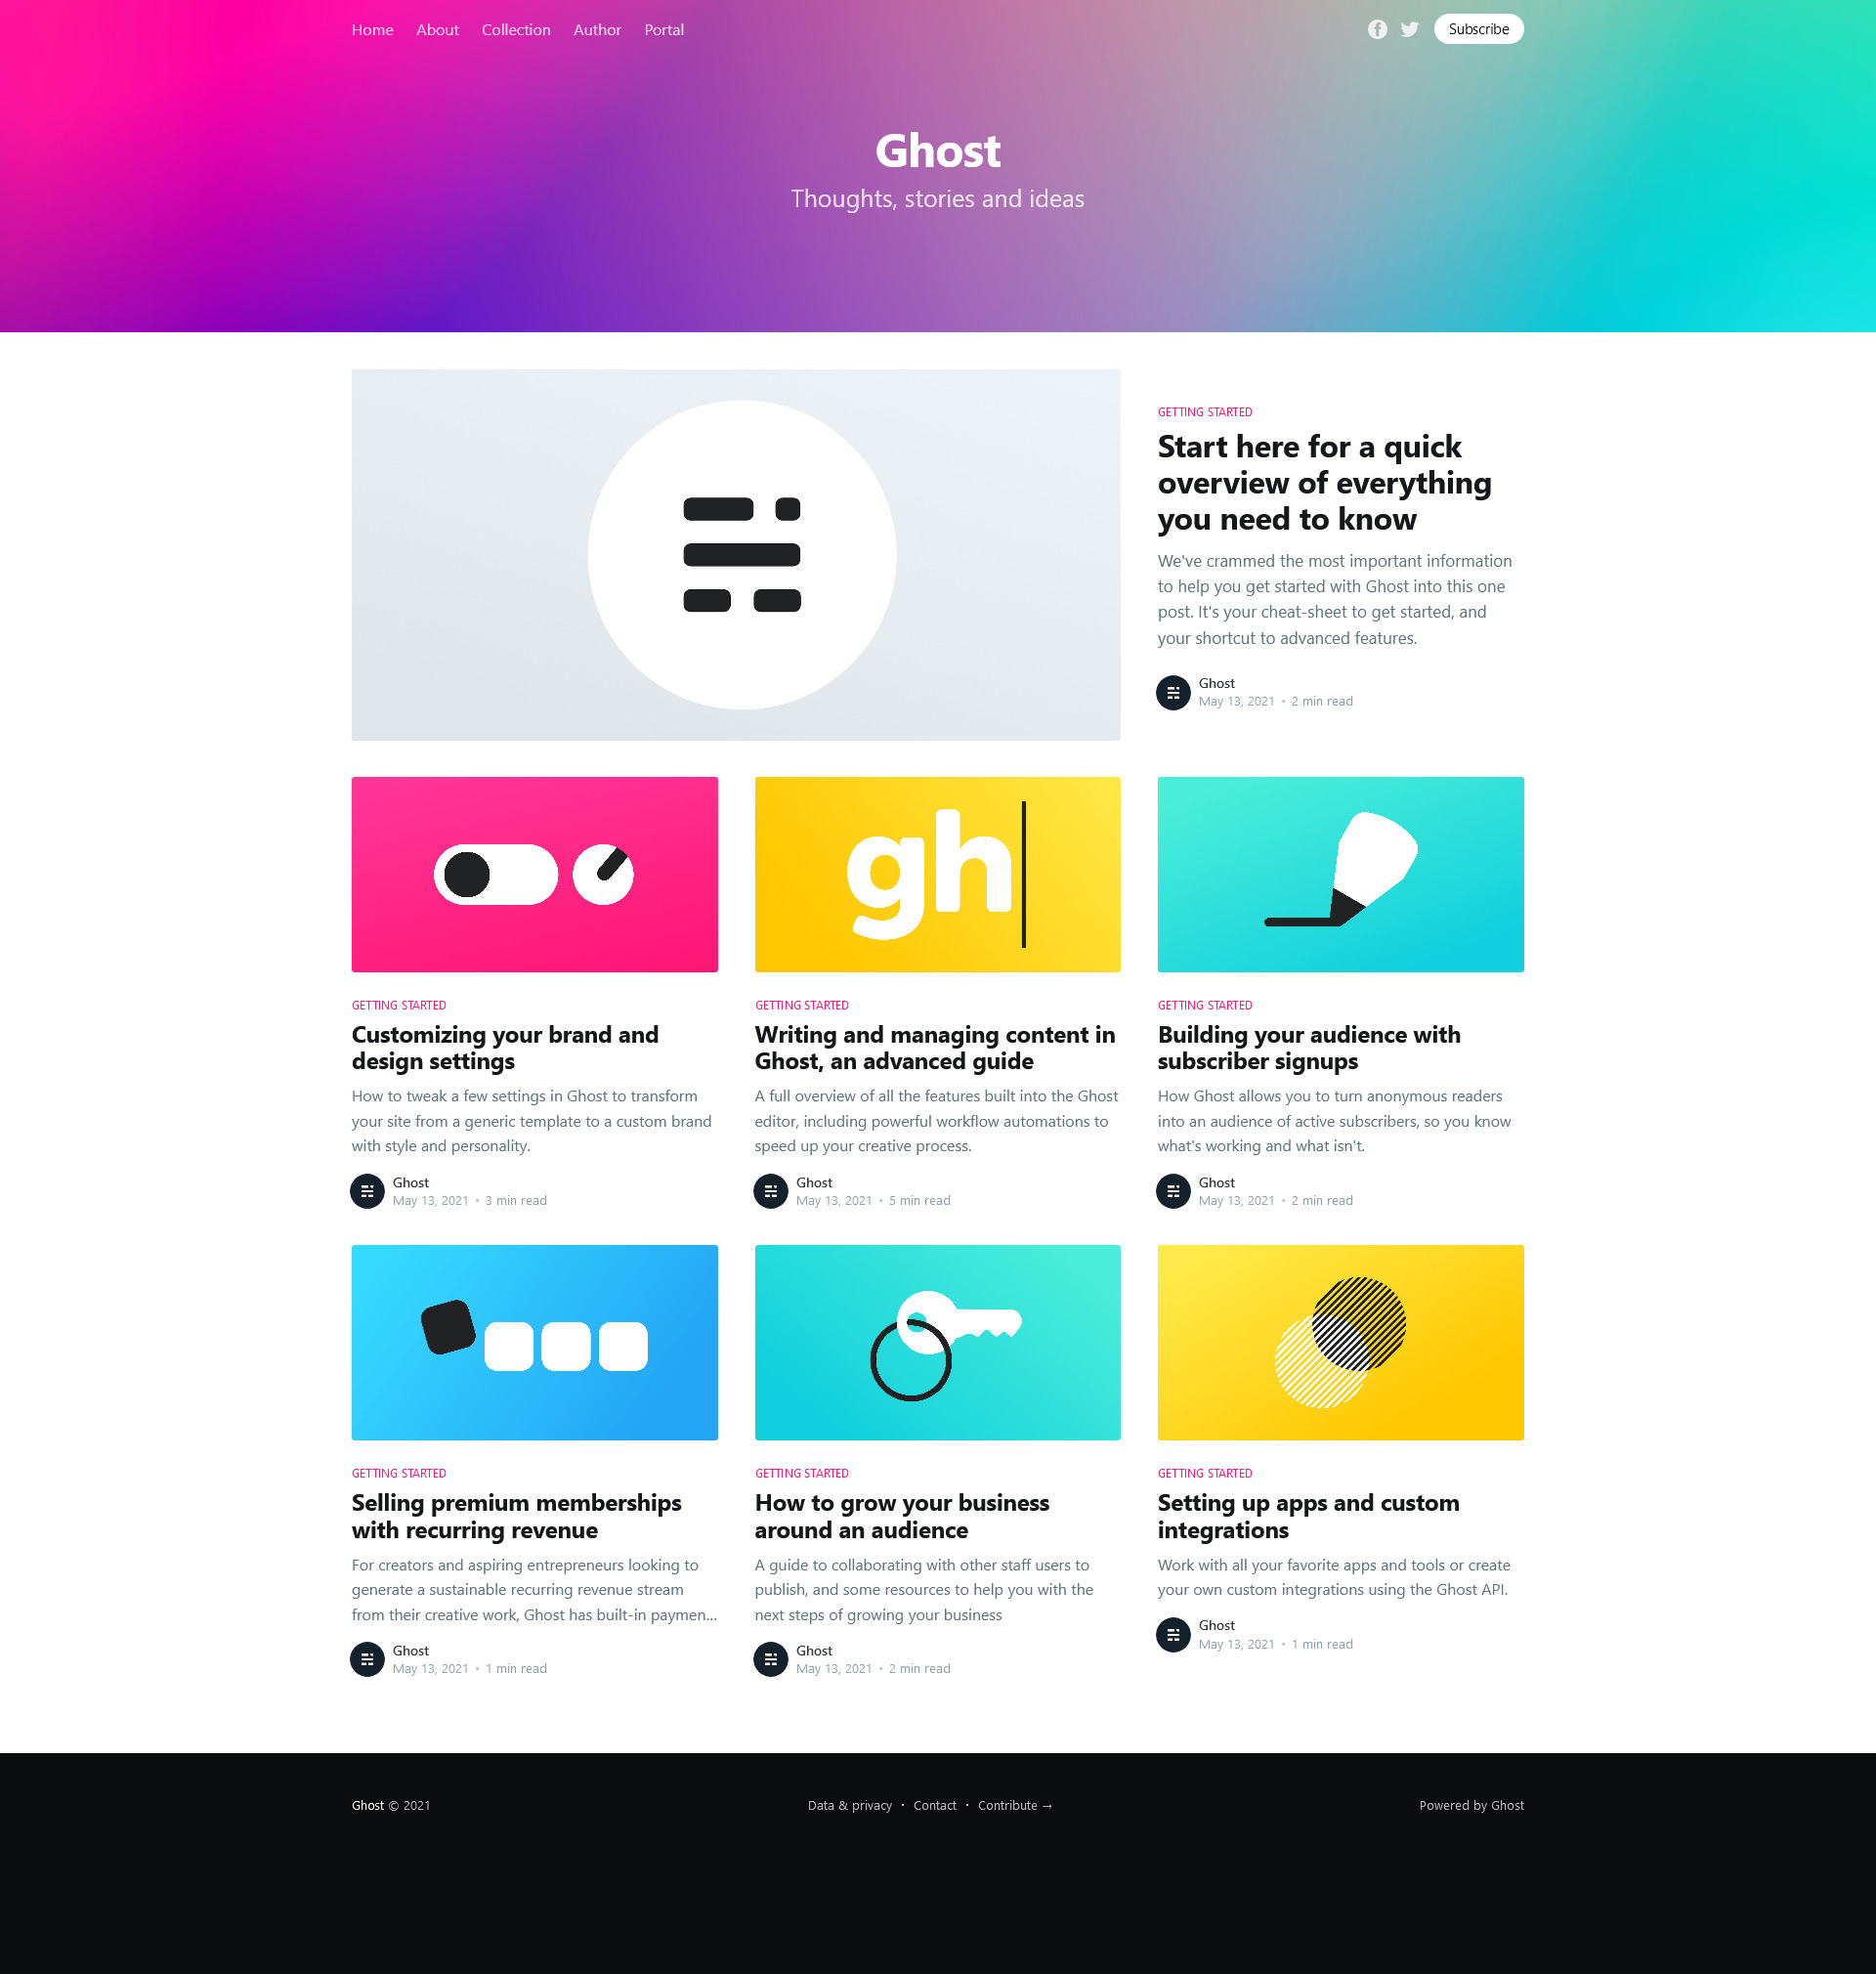 Home About Collection Author Portal
Subscribe
Ghost
Thoughts, stories and ideas
GETTING STARTED
Start here for a quick
overview of everything
you need to know
We've crammed the most important information
to help you get started with Ghost into this one
post. It's your cheat-sheet to get started, and
your shortcut to advanced features.
Ghost
May 13, 2021 • 2 min read
GETTING STARTED
Customizing your brand and
design settings
How to tweak a few settings in Ghost to transform
your site from a generic template to a custom brand
with style and personality.
Ghost
May 13, 2021 • 3 min read
gh
GETTING STARTED
Writing and managing content in
Ghost, an advanced guide
A full overview of all the features built into the Ghost
editor, including powerful workflow automations to
speed up your creative process.
Ghost
May 13, 2021 • 5 min read
GETTING STARTED
Building your audience with
subscriber signups
How Ghost allows you to turn anonymous readers
into an audience of active subscribers, so you know
what's working and what isn't.
Ghost
May 13, 2021 • 2 min read
GETTING STARTED
Selling premium memberships
with recurring revenue
For creators and aspiring entrepreneurs looking to
generate a sustainable recurring revenue stream
from their creative work, Ghost has built-in paymen...
Ghost
May 13, 2021 • 1 min read
GETTING STARTED
How to grow your business
around an audience
A guide to collaborating with other staff users to
publish, and some resources to help you with the
next steps of growing your business
Ghost
May 13, 2021 • 2 min read
GETTING STARTED
Setting up apps and custom
integrations
Work with all your favorite apps and tools or create
your own custom integrations using the Ghost API.
Ghost
May 13, 2021 • 1 min read
Ghost © 2021
Data & privacy • Contact • Contribute →
Powered by Ghost